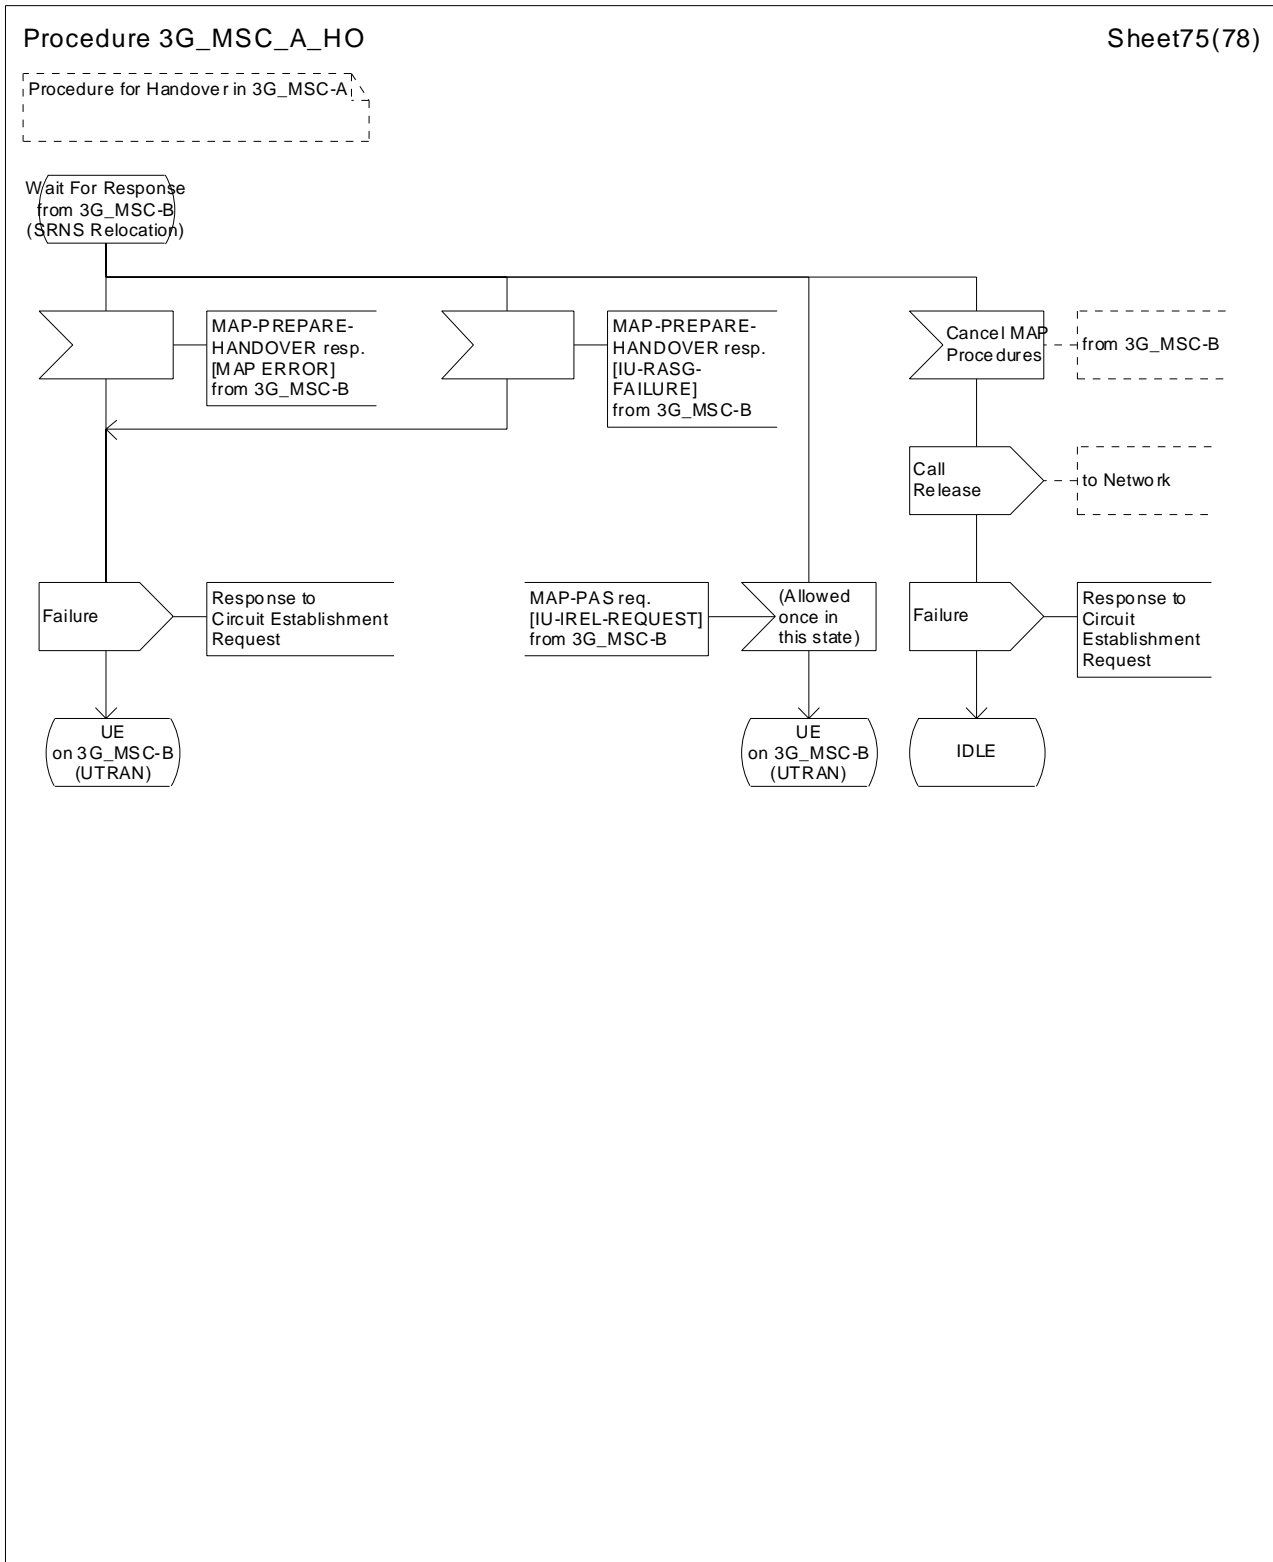 Procedure 3G_MSC_A_HO
Sheet75(78)
Procedure for Handover in 3G_MSC-A
Wait For Response
from 3G_MSC-B
(SRNS Relocation)
MAP-PREPARE-
HANDOVER resp.
[MAP ERROR]
from 3G_MSC-B
MAP-PREPARE-
HANDOVER resp.
[IU-RASG-
FAILURE]
from 3G_MSC-B
Cancel MAP
Procedures
from 3G_MSC-B
Call
Release
to Network
Failure
Response to
Circuit Establishment
Request
MAP-PAS req.
[IU-IREL-REQUEST]
from 3G_MSC-B
(Allowed
once in
this state)
Failure
Response to
Circuit
Establishment
Request
UE
on 3G_MSC-B
(UTRAN)
UE
on 3G_MSC-B
(UTRAN)
IDLE